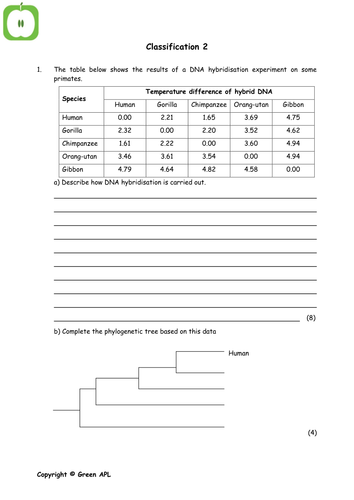 Classification 2
1. The table below shows the results of a DNA hybridisation experiment on some
primates.
Species Temperature difference of hybrid DNA
Human Gorilla Chimpanzee Orang-utan Gibbon
Human 0.00 2.21 1.65 3.69 4.75
Gorilla 2.32 0.00 2.20 3.52 4.62
Chimpanzee 1.61 2.22 0.00 3.60 4.94
Orang-utan 3.46 3.61 3.54 0.00 4.94
Gibbon 4.79 4.64 4.82 4.58 0.00
a) Describe how DNA hybridisation is carried out.
(8)
b) Complete the phylogenetic tree based on this data
Human
(4)
Copyright © Green APL